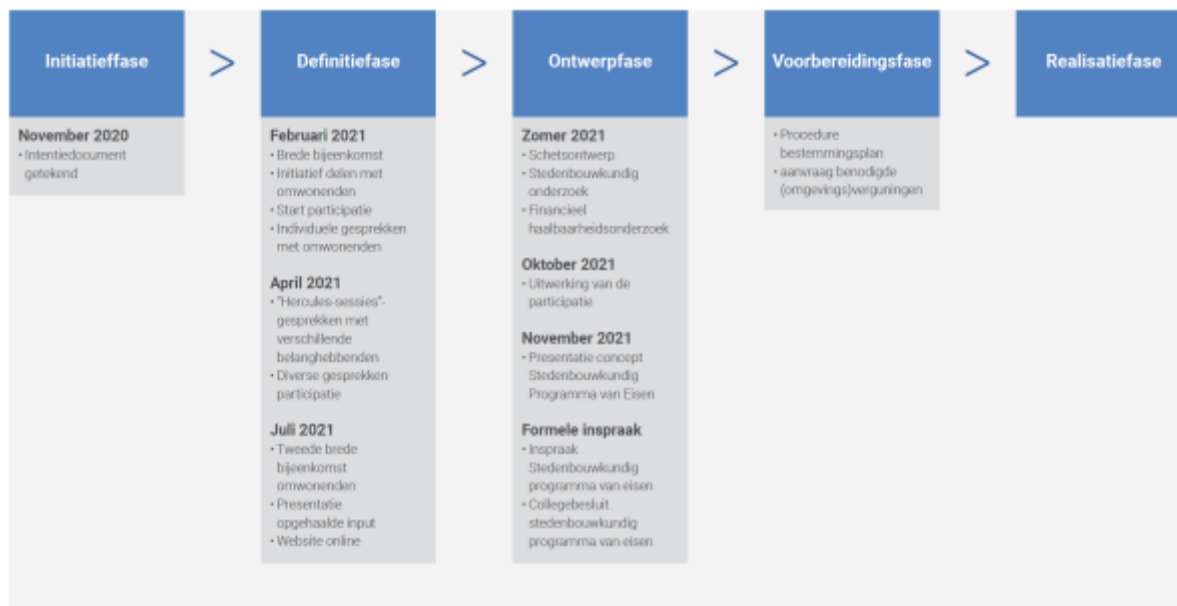 Initiatieffase
>
Definitiefase
>
Ontwerpfase
>
Voorbereidingsfase
>
Realisatiefase
November 2020
• Intentiedocument
getekend
Februari 2021
• Brede bijeenkomst
• Initiatief delen met
omwonenden
• Start participatie
• Individuele gesprekken
met omwonenden
April 2021
• "Hercules-sessies"-
gesprekken met
verschillende
belanghebbenden
• Diverse gesprekken
participatie
Juli 2021
• Tweede brede
bijeenkomst
omwonenden
• Presentatie
opgehaalde input
• Website online
Zomer 2021
• Schetsontwerp
• Stedenbouwkundig
onderzoek
• Financieel
haalbaarheidsonderzoek
Oktober 2021
• Uitwerking van de
participatie
November 2021
• Presentatie concept
Stedenbouwkundig
Programma van Eisen
Formele inspraak
• Inspraak
Stedenbouwkundig
programma van eisen
• Collegebesluit
stedenbouwkundig
programma van eisen
• Procedure
bestemmingsplan
• aanvraag benodigde
(omgevings)verguningen